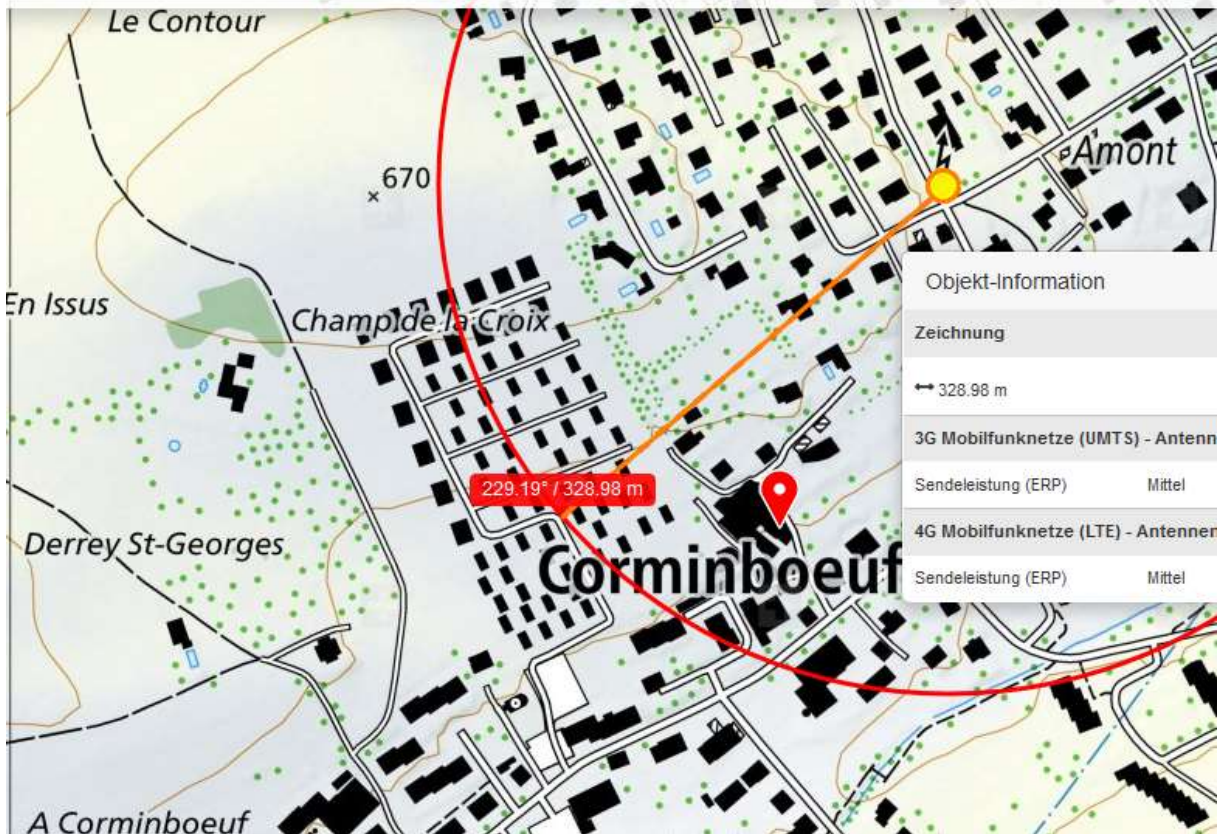 Le Contour
670
Amont
En Issus
Champ de la Croix
Objekt-Information
Zeichnung
328.98 m
3G Mobilfunknetze (UMTS) - Antenn
Sendeleistung (ERP) Mittel
4G Mobilfunknetze (LTE) - Antennen
Sendeleistung (ERP) Mittel
229.19° / 328.98 m
Derrey St-Georges
Corminboeuf
A Corminboeuf